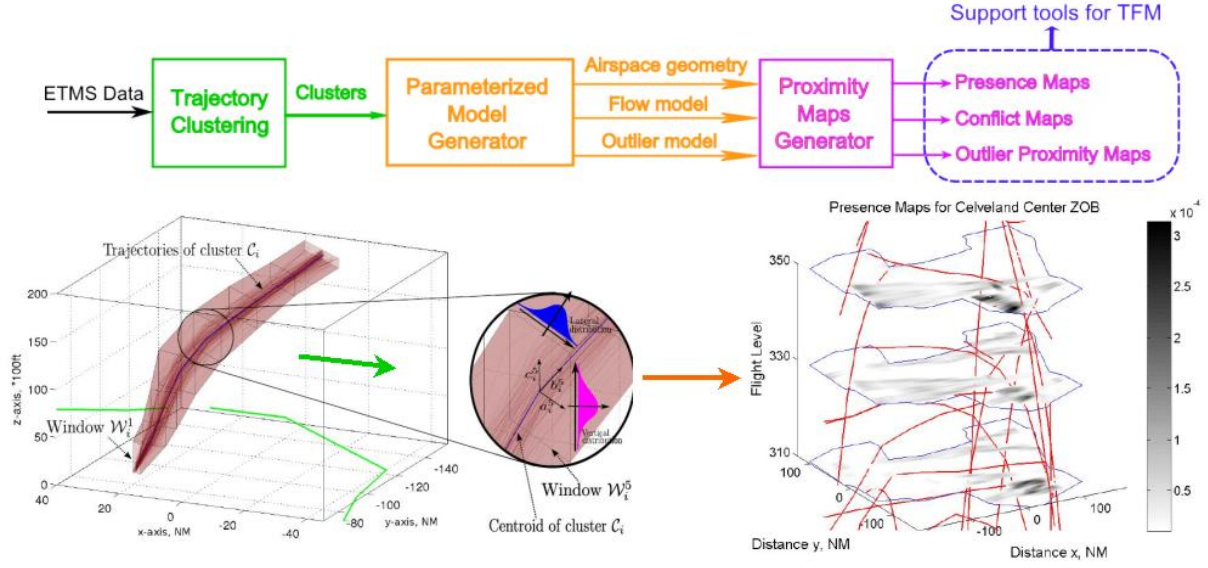 Support tools for TFM
ETMS Data
Trajectory
Clustering
Clusters
Parameterized
Model
Generator
Airspace geometry
Flow model
Outlier model
Proximity
Maps
Generator
Presence Maps
Conflict Maps
Outlier Proximity Maps
Trajectories of cluster 𝒞ᵢ
200
150
100
50
0
z-axis, *100ft
Window 𝒲ᵢ¹
40
20
0
-20
-40
x-axis, NM
-80
-100
-120
-140
y-axis, NM
Lateral
distribution
cᵢ⁵
bᵢ⁵
aᵢ⁵
Vertical
distribution
Window 𝒲ᵢ⁵
Centroid of cluster 𝒞ᵢ
Presence Maps for Celveland Center ZOB
350
330
310
Flight Level
100
0
-100
Distance y, NM
-100
0
100
Distance x, NM
x 10⁻⁴
3
2.5
2
1.5
1
0.5